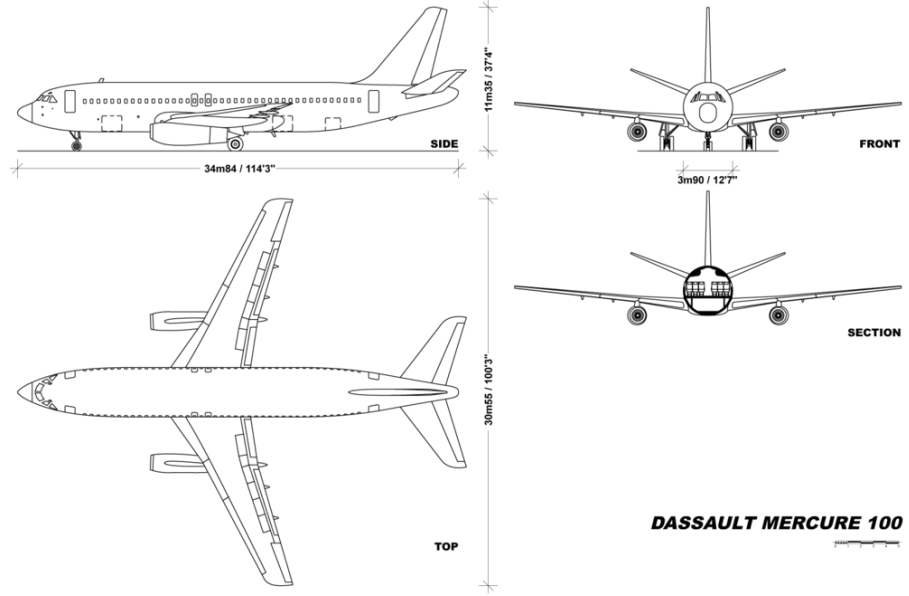 11m35 / 37'4"
SIDE
FRONT
34m84 / 114'3"
3m90 / 12'7"
SECTION
30m55 / 100'3"
DASSAULT MERCURE 100
TOP